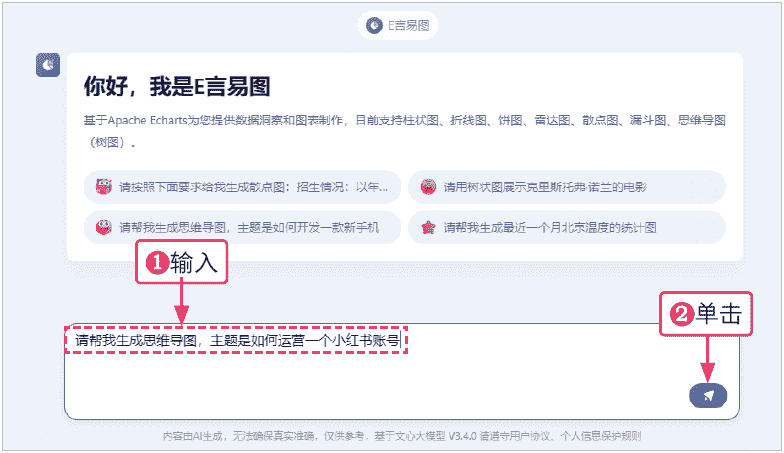 E言易图
你好，我是E言易图
基于Apache Echarts为您提供数据洞察和图表制作，目前支持柱状图、折线图、饼图、雷达图、散点图、漏斗图、思维导图
（树图）。
请按照下面要求给我生成散点图：招生情况：以年...
请用树状图展示克里斯托弗·诺兰的电影
请帮我生成思维导图，主题是如何开发一款新手机
请帮我生成最近一个月北京温度的统计图
❶输入
❷单击
请帮我生成思维导图，主题是如何运营一个小红书账号
内容由AI生成，无法确保真实准确，仅供参考，基于文心大模型 V3.4.0 请遵守用户协议、个人信息保护规则